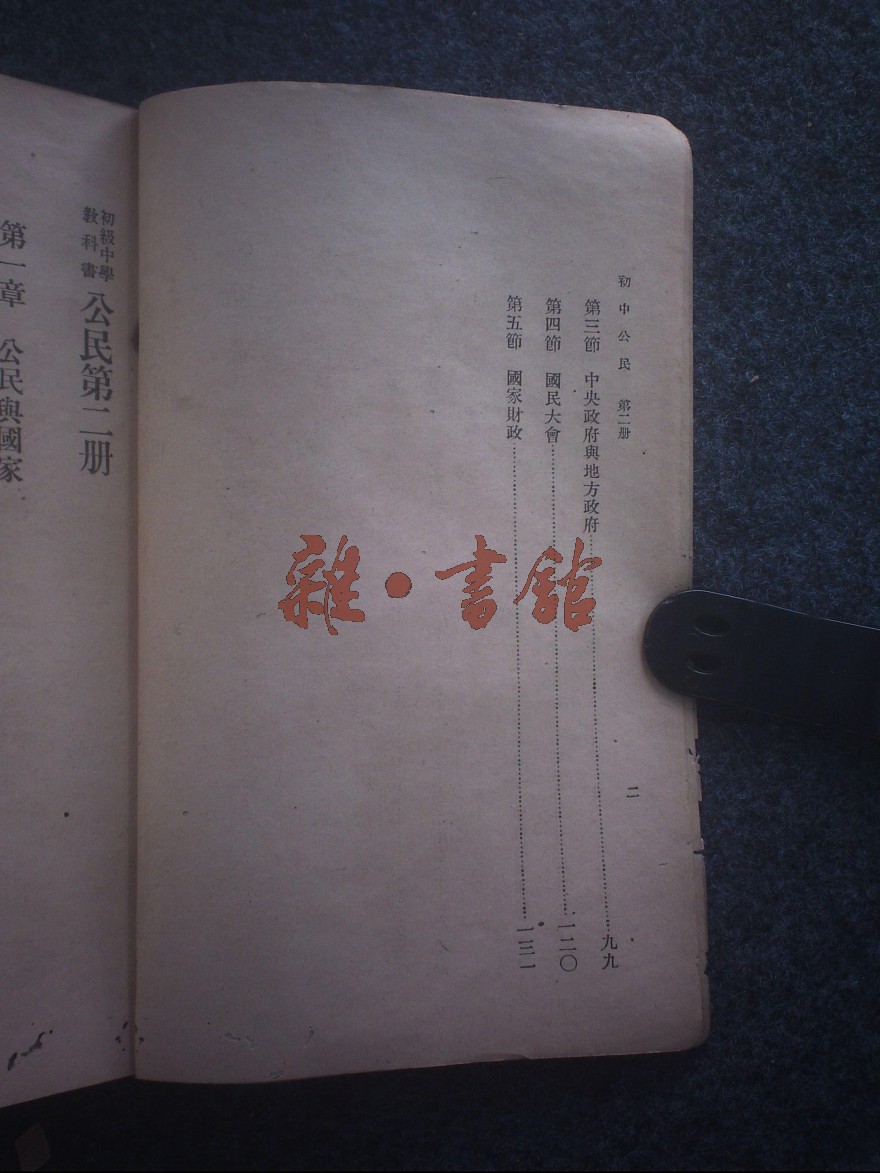 初中公民 第二册
二
第三節 中央政府與地方政府……九九
第四節 國民大會……一二〇
第五節 國家財政……一三一
雜·書館
初級中學
教科書
公民第二册
第一章 公民與國家